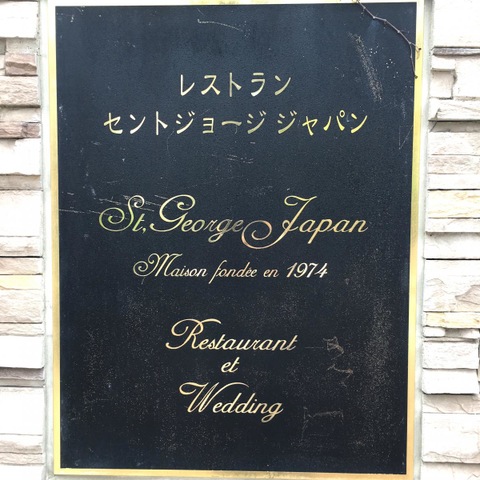 レストラン
セントジョージ ジャパン
St, George Japan
Maison fondée en 1974
Restaurant
et
Wedding